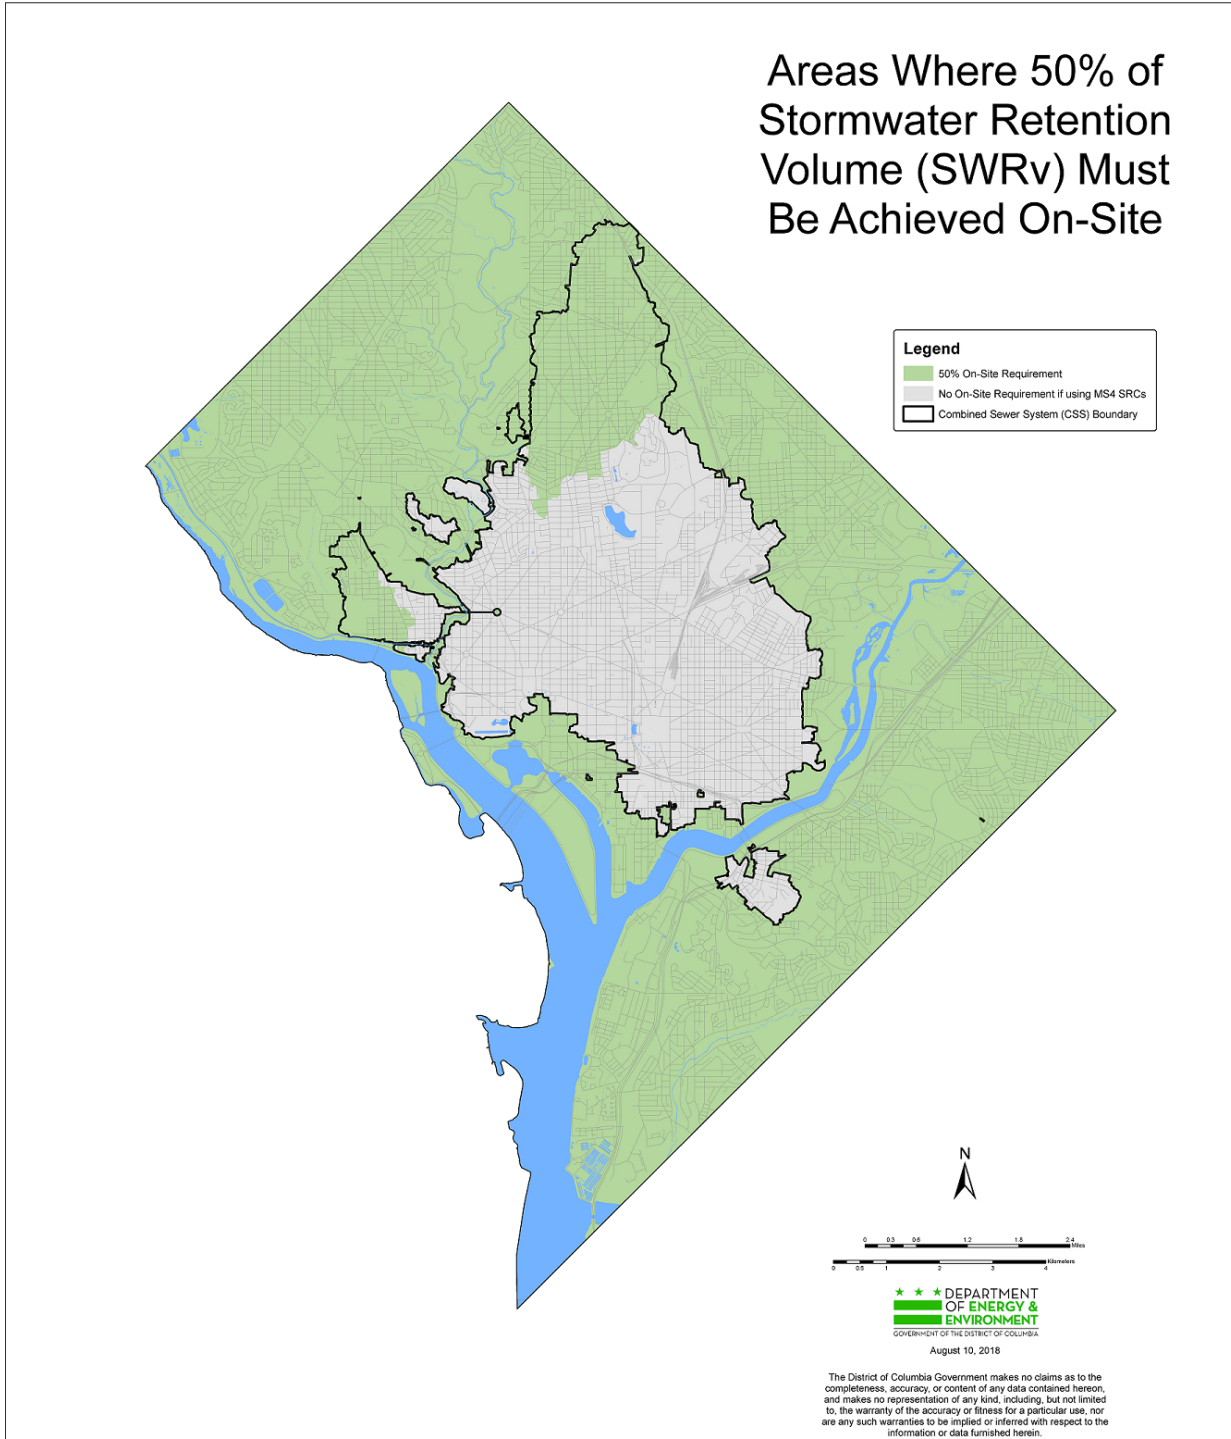 Areas Where 50% of
Stormwater Retention
Volume (SWRv) Must
Be Achieved On-Site
Legend
50% On-Site Requirement
No On-Site Requirement if using MS4 SRCs
Combined Sewer System (CSS) Boundary
N
0 0.3 0.6 1.2 1.8 2.4
Miles
Kilometers
0 0.5 1 2 3 4
DEPARTMENT
OF ENERGY &
ENVIRONMENT
GOVERNMENT OF THE DISTRICT OF COLUMBIA
August 10, 2018
The District of Columbia Government makes no claims as to the
completeness, accuracy, or content of any data contained hereon,
and makes no representation of any kind, including, but not limited
to, the warranty of the accuracy or fitness for a particular use, nor
are any such warranties to be implied or inferred with respect to the
information or data furnished herein.